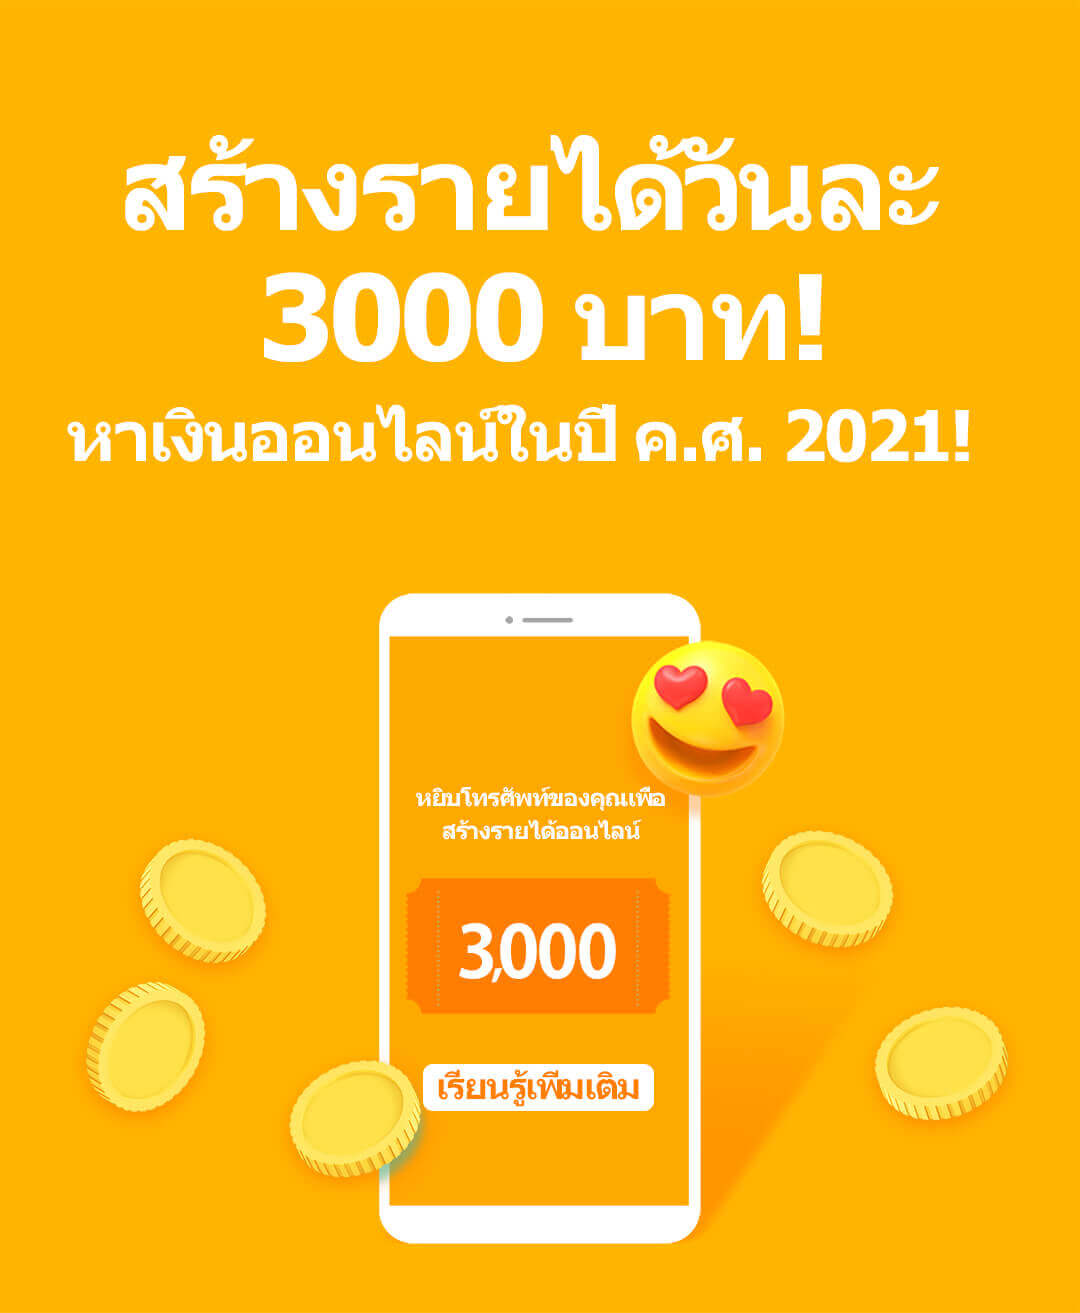 สร้างรายได้วันละ
3000 บาท!
หาเงินออนไลน์ในปี ค.ศ. 2021!
หยิบโทรศัพท์ของคุณเพื่อ
สร้างรายได้ออนไลน์
3,000
เรียนรู้เพิ่มเติม